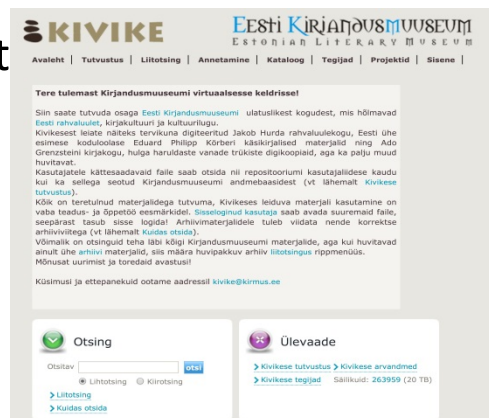 KIVIKE
EESTI KIRJANDUSMUUSEUM
ESTONIAN LITERARY MUSEUM
t
Avaleht | Tutvustus | Liitotsing | Annetamine | Kataloog | Tegijad | Projektid | Sisene |
Tere tulemast Kirjandusmuuseumi virtuaalsesse keldrisse!
Siin saate tutvuda osaga Eesti Kirjandusmuuseumi ulatuslikest kogudest, mis hõlmavad
Eesti rahvaluulet, kirjakultuuri ja kultuurilugu.
Kivikesest leiate näiteks tervikuna digiteeritud Jakob Hurda rahvaluulekogu, Eesti ühe
esimese koduloolase Eduard Philipp Körberi käsikirjalised materjalid ning Ado
Grenzsteini kirjakogu, hulga haruldaste vanade trükiste digikoopiaid, aga ka palju muud
huvitavat.
Kasutajatele kättesaadavaid faile saab otsida nii repositooriumi kasutajaliidese kaudu
kui ka sellega seotud Kirjandusmuuseumi andmebaasidest (vt lähemalt Kivikese
tutvustus).
Kõik on teretulnud materjalidega tutvuma, Kivikeses leiduva materjali kasutamine on
vaba teadus- ja õppetöö eesmärkidel. Sisseloginud kasutaja saab avada suuremaid faile,
seepärast tasub sisse logida! Arhiivimaterjalidele tuleb viidata nende korrektse
arhiiviviitega (vt lähemalt Kuidas otsida).
Võimalik on otsinguid teha läbi kõigi Kirjandusmuuseumi materjalide, aga kui huvitavad
ainult ühe arhiivi materjalid, siis määra huvipakkuv arhiiv liitotsingus rippmenüüs.
Mõnusat uurimist ja toredaid avastusi!
Küsimusi ja ettepanekuid ootame aadressil kivike@kirmus.ee
Otsing
Otsitav otsi
Lihtotsing Kiirotsing
Liitotsing
Kuidas otsida
Ülevaade
Kivikese tutvustus Kivikese arvandmed
Kivikese tegijad Säilikuid: 263959 (20 TB)